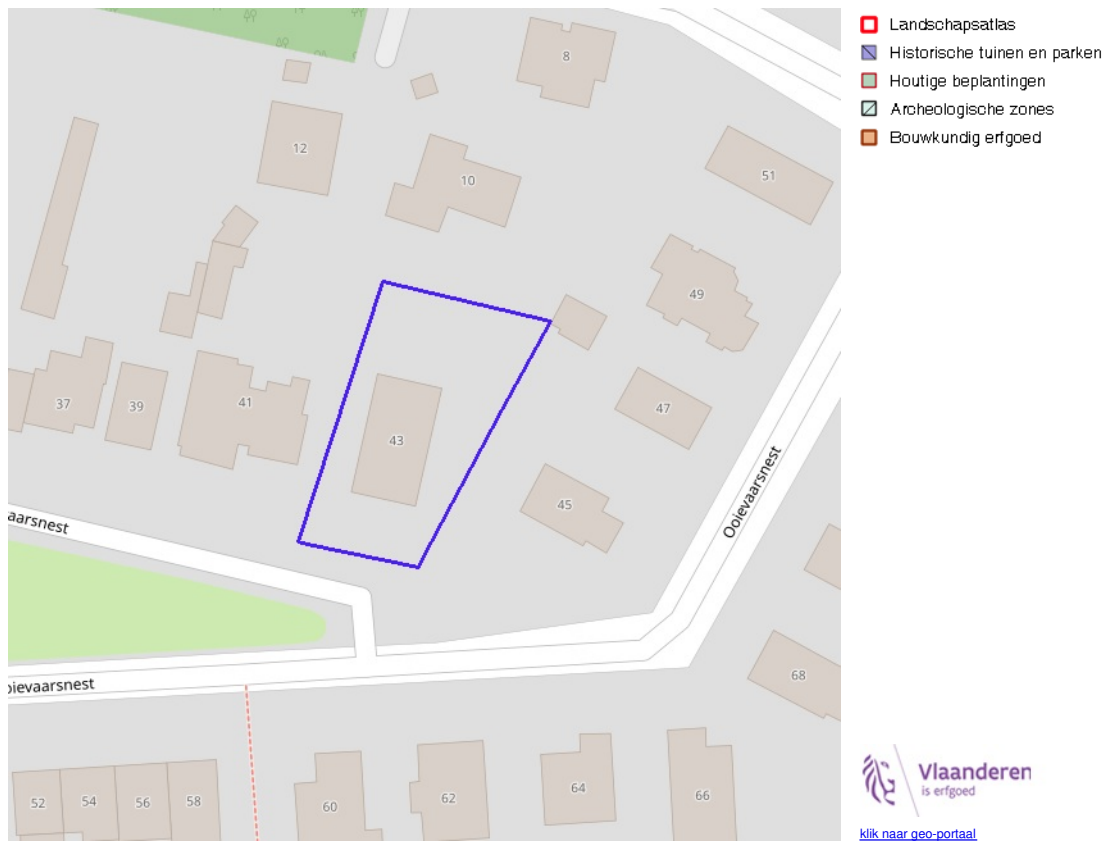 8
12
10
51
49
37
39
41
43
47
45
aarsnest
Ooievaarsnest
ooievaarsnest
68
52
54
56
58
60
62
64
66
Landschapsatlas
Historische tuinen en parken
Houtige beplantingen
Archeologische zones
Bouwkundig erfgoed
Vlaanderen
is erfgoed
klik naar geo-portaal